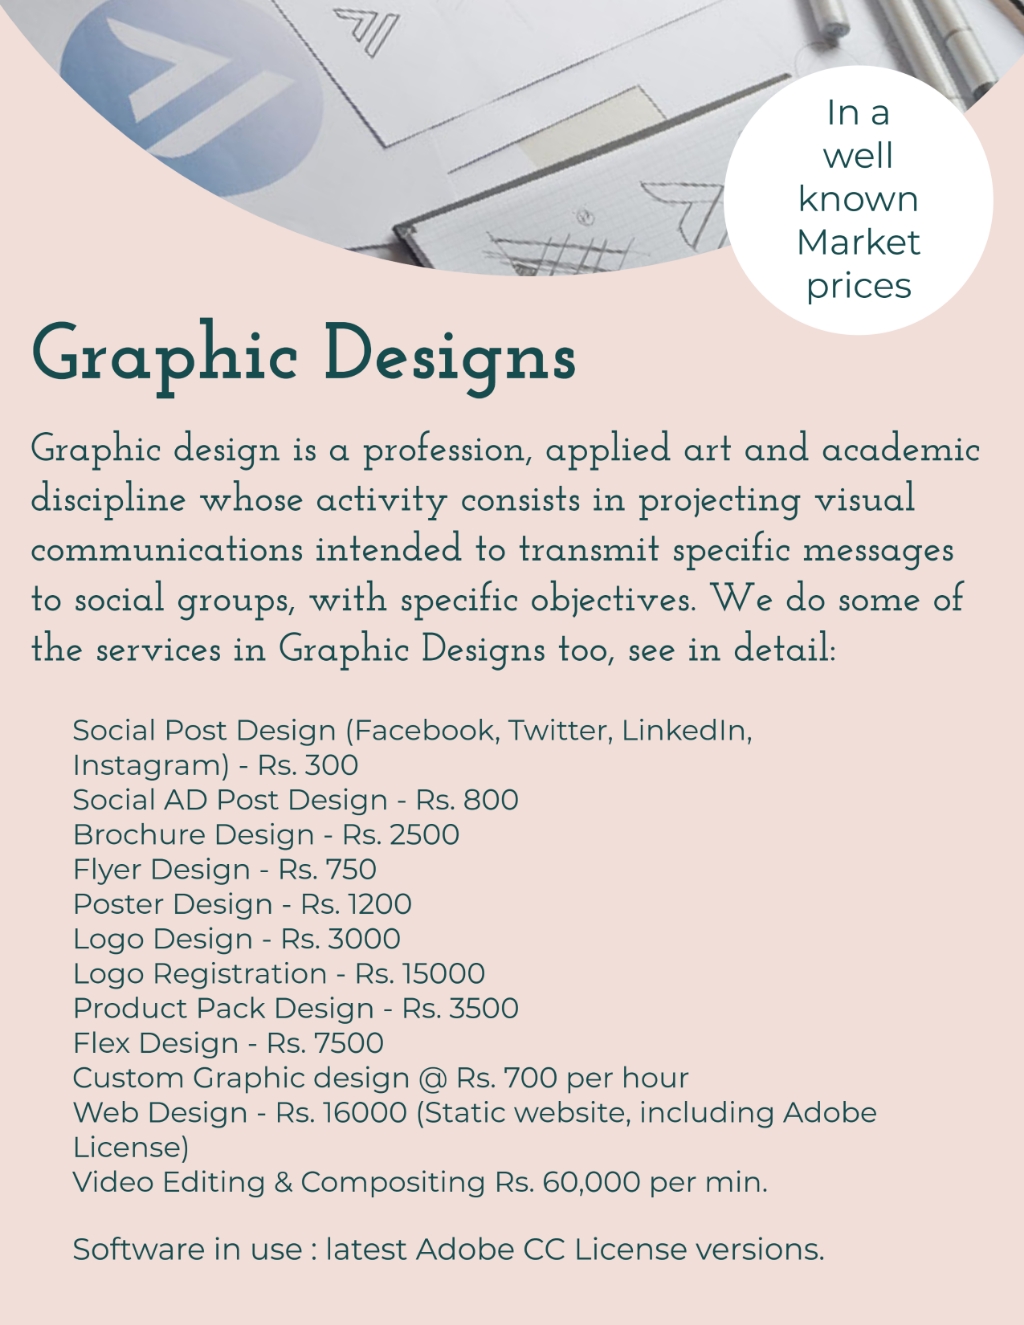 In a
well
known
Market
prices
Graphic Designs
Graphic design is a profession, applied art and academic
discipline whose activity consists in projecting visual
communications intended to transmit specific messages
to social groups, with specific objectives. We do some of
the services in Graphic Designs too, see in detail:
Social Post Design (Facebook, Twitter, LinkedIn,
Instagram) - Rs. 300
Social AD Post Design - Rs. 800
Brochure Design - Rs. 2500
Flyer Design - Rs. 750
Poster Design - Rs. 1200
Logo Design - Rs. 3000
Logo Registration - Rs. 15000
Product Pack Design - Rs. 3500
Flex Design - Rs. 7500
Custom Graphic design @ Rs. 700 per hour
Web Design - Rs. 16000 (Static website, including Adobe
License)
Video Editing & Compositing Rs. 60,000 per min.
Software in use : latest Adobe CC License versions.